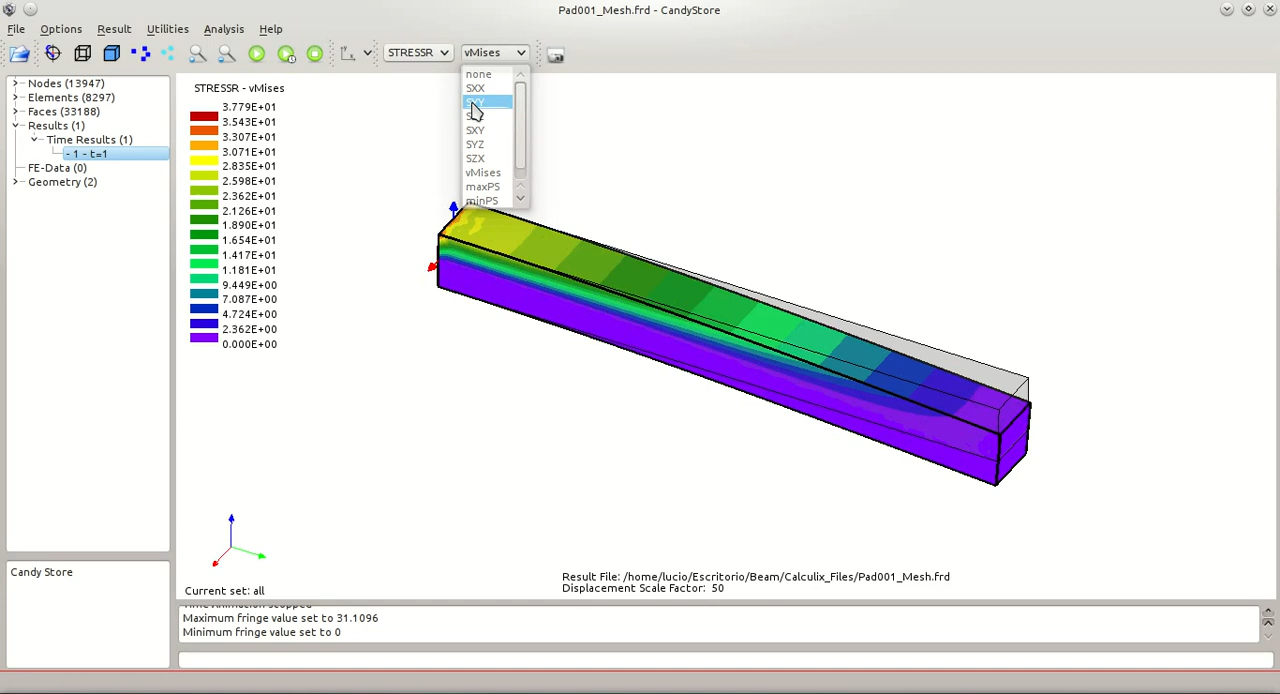 Pad001_Mesh.frd - CandyStore
File Options Result Utilities Analysis Help
STRESSR vMises
none
SXX
SXY
SYZ
SZX
vMises
maxPS
minPS
Nodes (13947)
Elements (8297)
Faces (33188)
Results (1)
Time Results (1)
- 1 - t=1
FE-Data (0)
Geometry (2)
STRESSR - vMises
3.779E+01
3.543E+01
3.307E+01
3.071E+01
2.835E+01
2.598E+01
2.362E+01
2.126E+01
1.890E+01
1.654E+01
1.417E+01
1.181E+01
9.449E+00
7.087E+00
4.724E+00
2.362E+00
0.000E+00
Current set: all
Result File: /home/lucio/Escritorio/Beam/Calculix_Files/Pad001_Mesh.frd
Displacement Scale Factor: 50
Candy Store
Time Animation stopped
Maximum fringe value set to 31.1096
Minimum fringe value set to 0